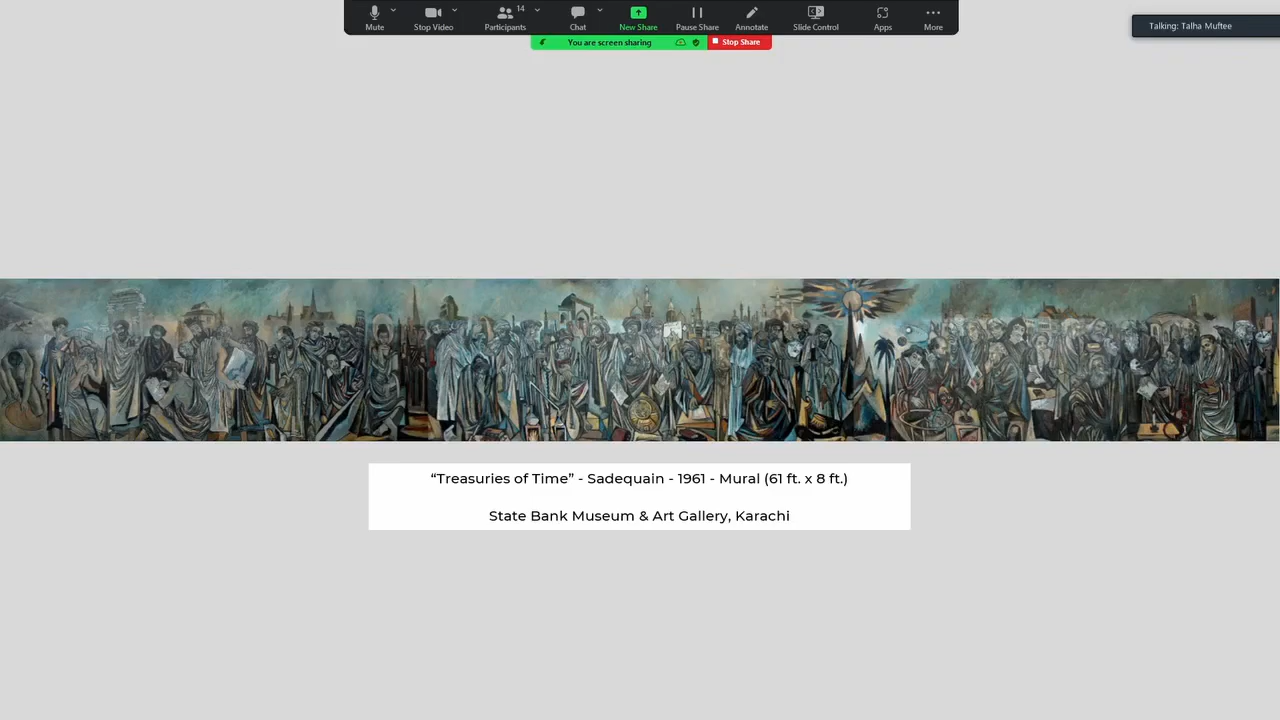 14
Mute
Stop Video
Participants
Chat
New Share
Pause Share
Annotate
Slide Control
Apps
More
You are screen sharing
Stop Share
Talking: Talha Muftee
“Treasuries of Time” - Sadequain - 1961 - Mural (61 ft. x 8 ft.)
State Bank Museum & Art Gallery, Karachi